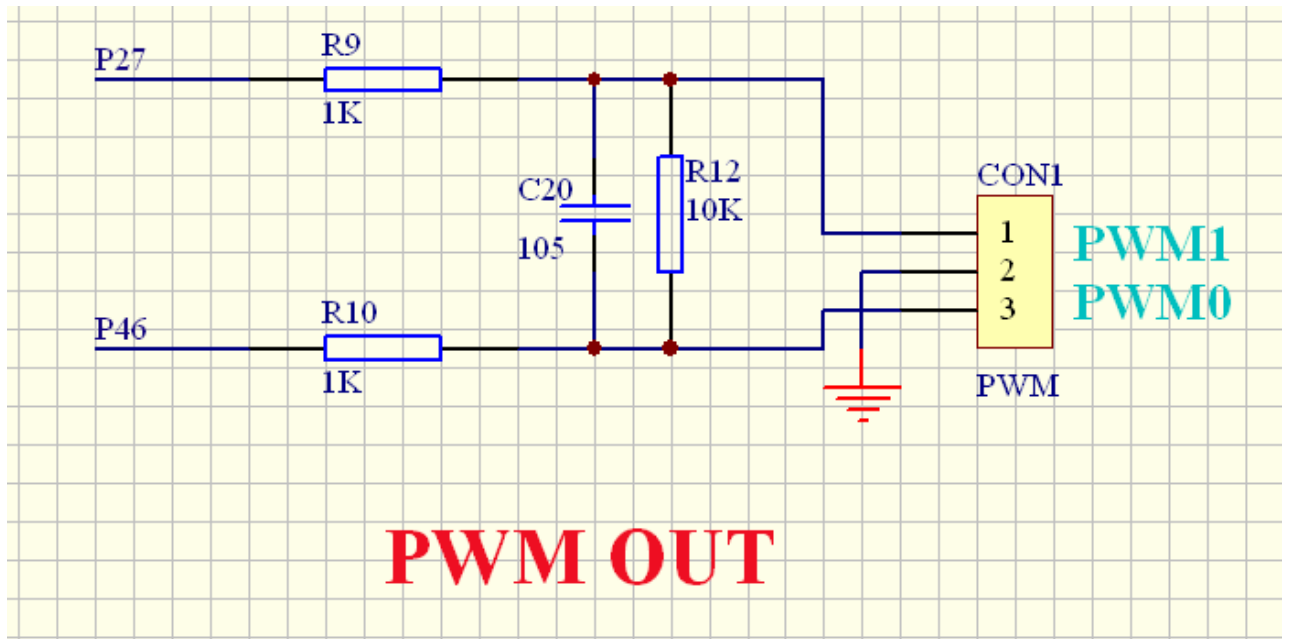 P27
R9
1K
C20
105
R12
10K
P46
R10
1K
CON1
1
2
3
PWM1
PWM0
PWM
PWM OUT